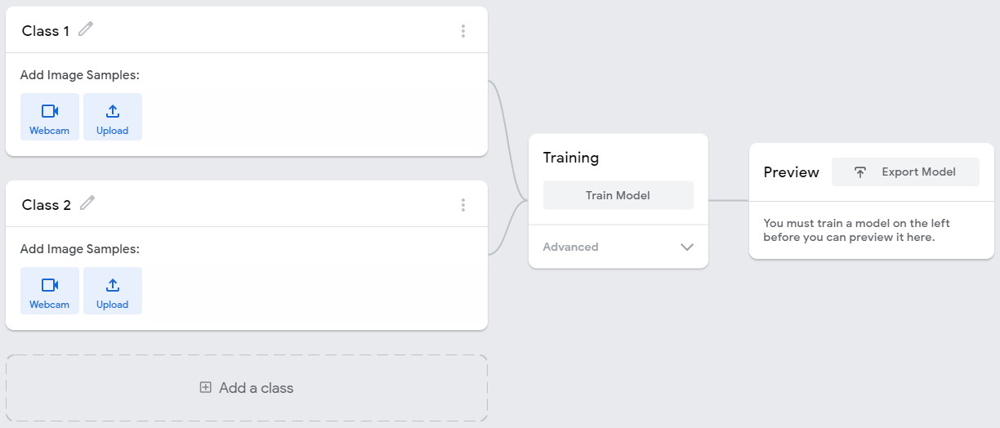 Class 1
Add Image Samples:
Webcam
Upload
Class 2
Add Image Samples:
Webcam
Upload
Add a class
Training
Train Model
Advanced
Preview
Export Model
You must train a model on the left
before you can preview it here.